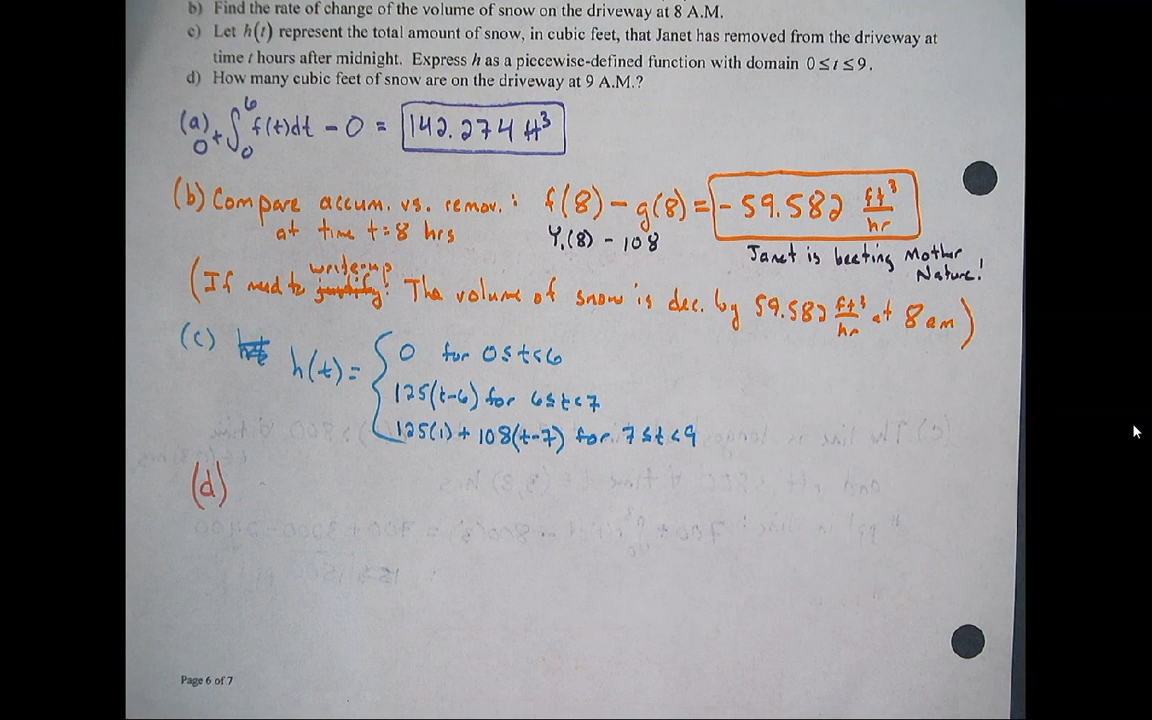 b) Find the rate of change of the volume of snow on the driveway at 8 A.M.
c) Let h(t) represent the total amount of snow, in cubic feet, that Janet has removed from the driveway at
time t hours after midnight. Express h as a piecewise-defined function with domain 0≤t≤9.
d) How many cubic feet of snow are on the driveway at 9 A.M.?
(a) 0 + ∫₀⁶ f(t)dt - 0 = 142.274 ft³
(b) Compare accum. vs. remov.: f(8) - g(8) = -59.582 ft³/hr
at time t=8 hrs Y₁(8) - 108
Janet is beating Mother
Nature!
(If need to writeup: The volume of snow is dec. by 59.582 ft³/hr at 8am)
(c) h(t) = { 0 for 0≤t<6
125(t-6) for 6≤t<7
125(1) + 108(t-7) for 7≤t<9
(d)
Page 6 of 7